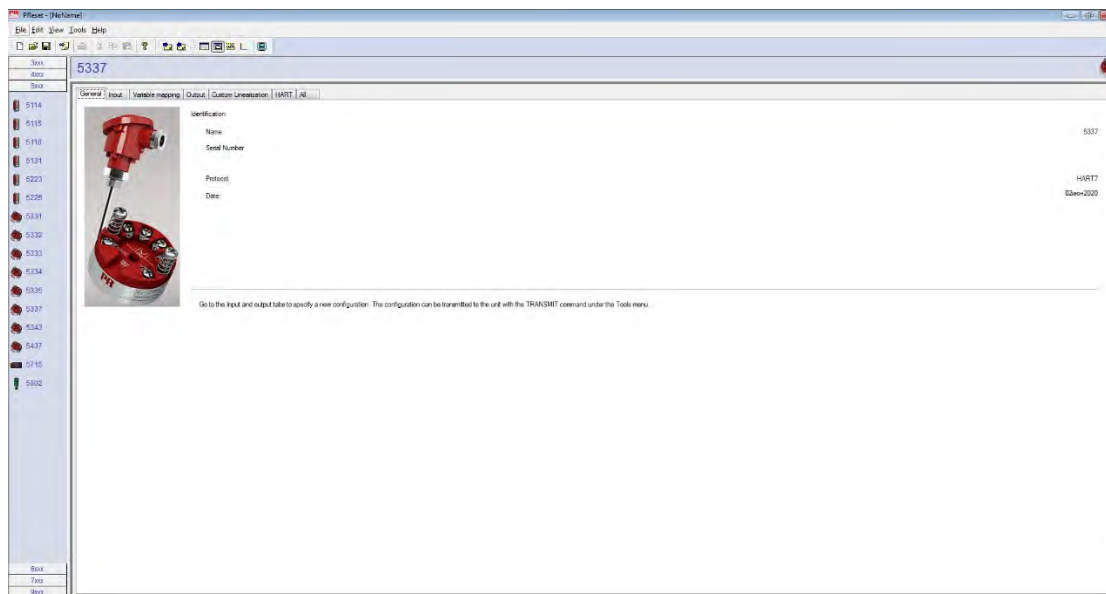 PReset - [NoName]
File Edit View Tools Help
3xxx
4xxx
5xxx
5337
General Input Variable mapping Output Custom Linearization HART All
5114
5115
5116
5131
5223
5225
5331
5332
5333
5334
5335
5337
5343
5437
5715
5802
Identification:
Name 5337
Serial Number
Protocol HART7
Date:
PR
Go to the Input and output tabs to specify a new configuration. The configuration can be transmitted to the unit with the TRANSMIT command under the Tools menu.
6xxx
7xxx
9xxx